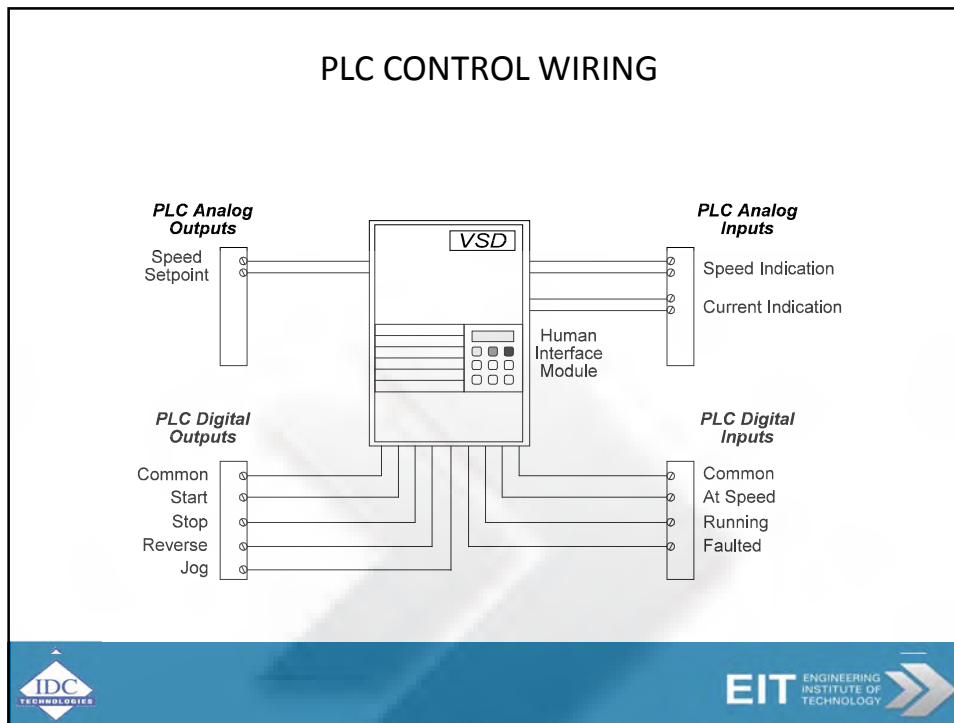 PLC CONTROL WIRING
PLC Analog
Outputs
Speed
Setpoint
VSD
Human
Interface
Module
PLC Analog
Inputs
Speed Indication
Current Indication
PLC Digital
Outputs
Common
Start
Stop
Reverse
Jog
PLC Digital
Inputs
Common
At Speed
Running
Faulted
IDC
TECHNOLOGIES
EIT
ENGINEERING
INSTITUTE OF
TECHNOLOGY